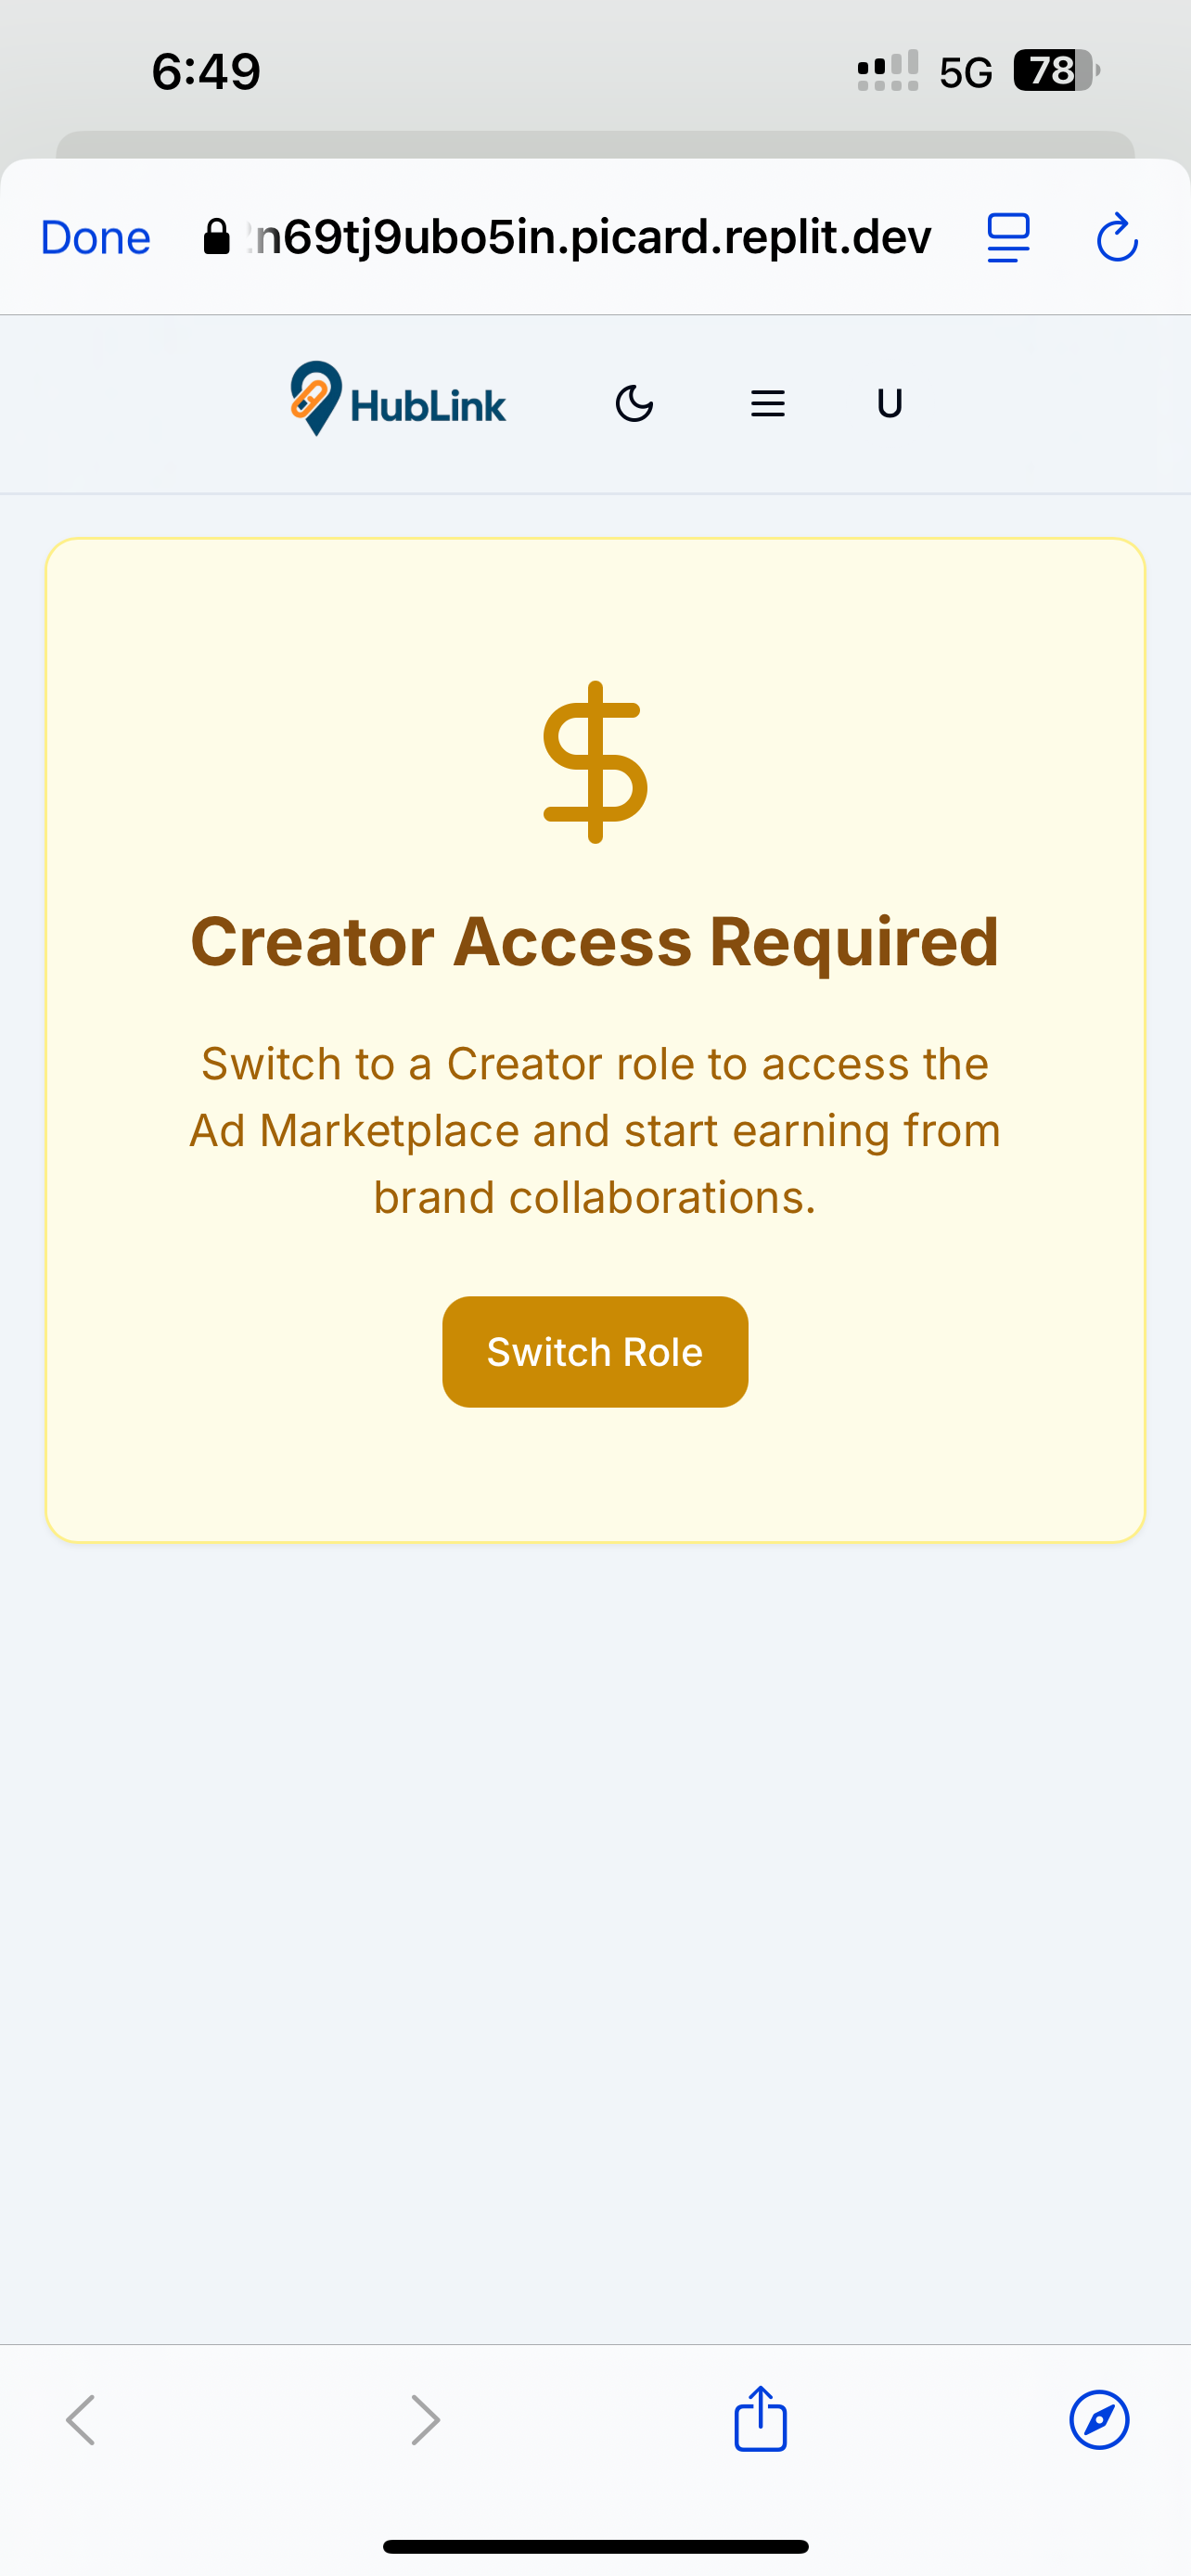 6:49
5G
78
Done
n69tj9ubo5in.picard.replit.dev
HubLink
U
Creator Access Required
Switch to a Creator role to access the
Ad Marketplace and start earning from
brand collaborations.
Switch Role